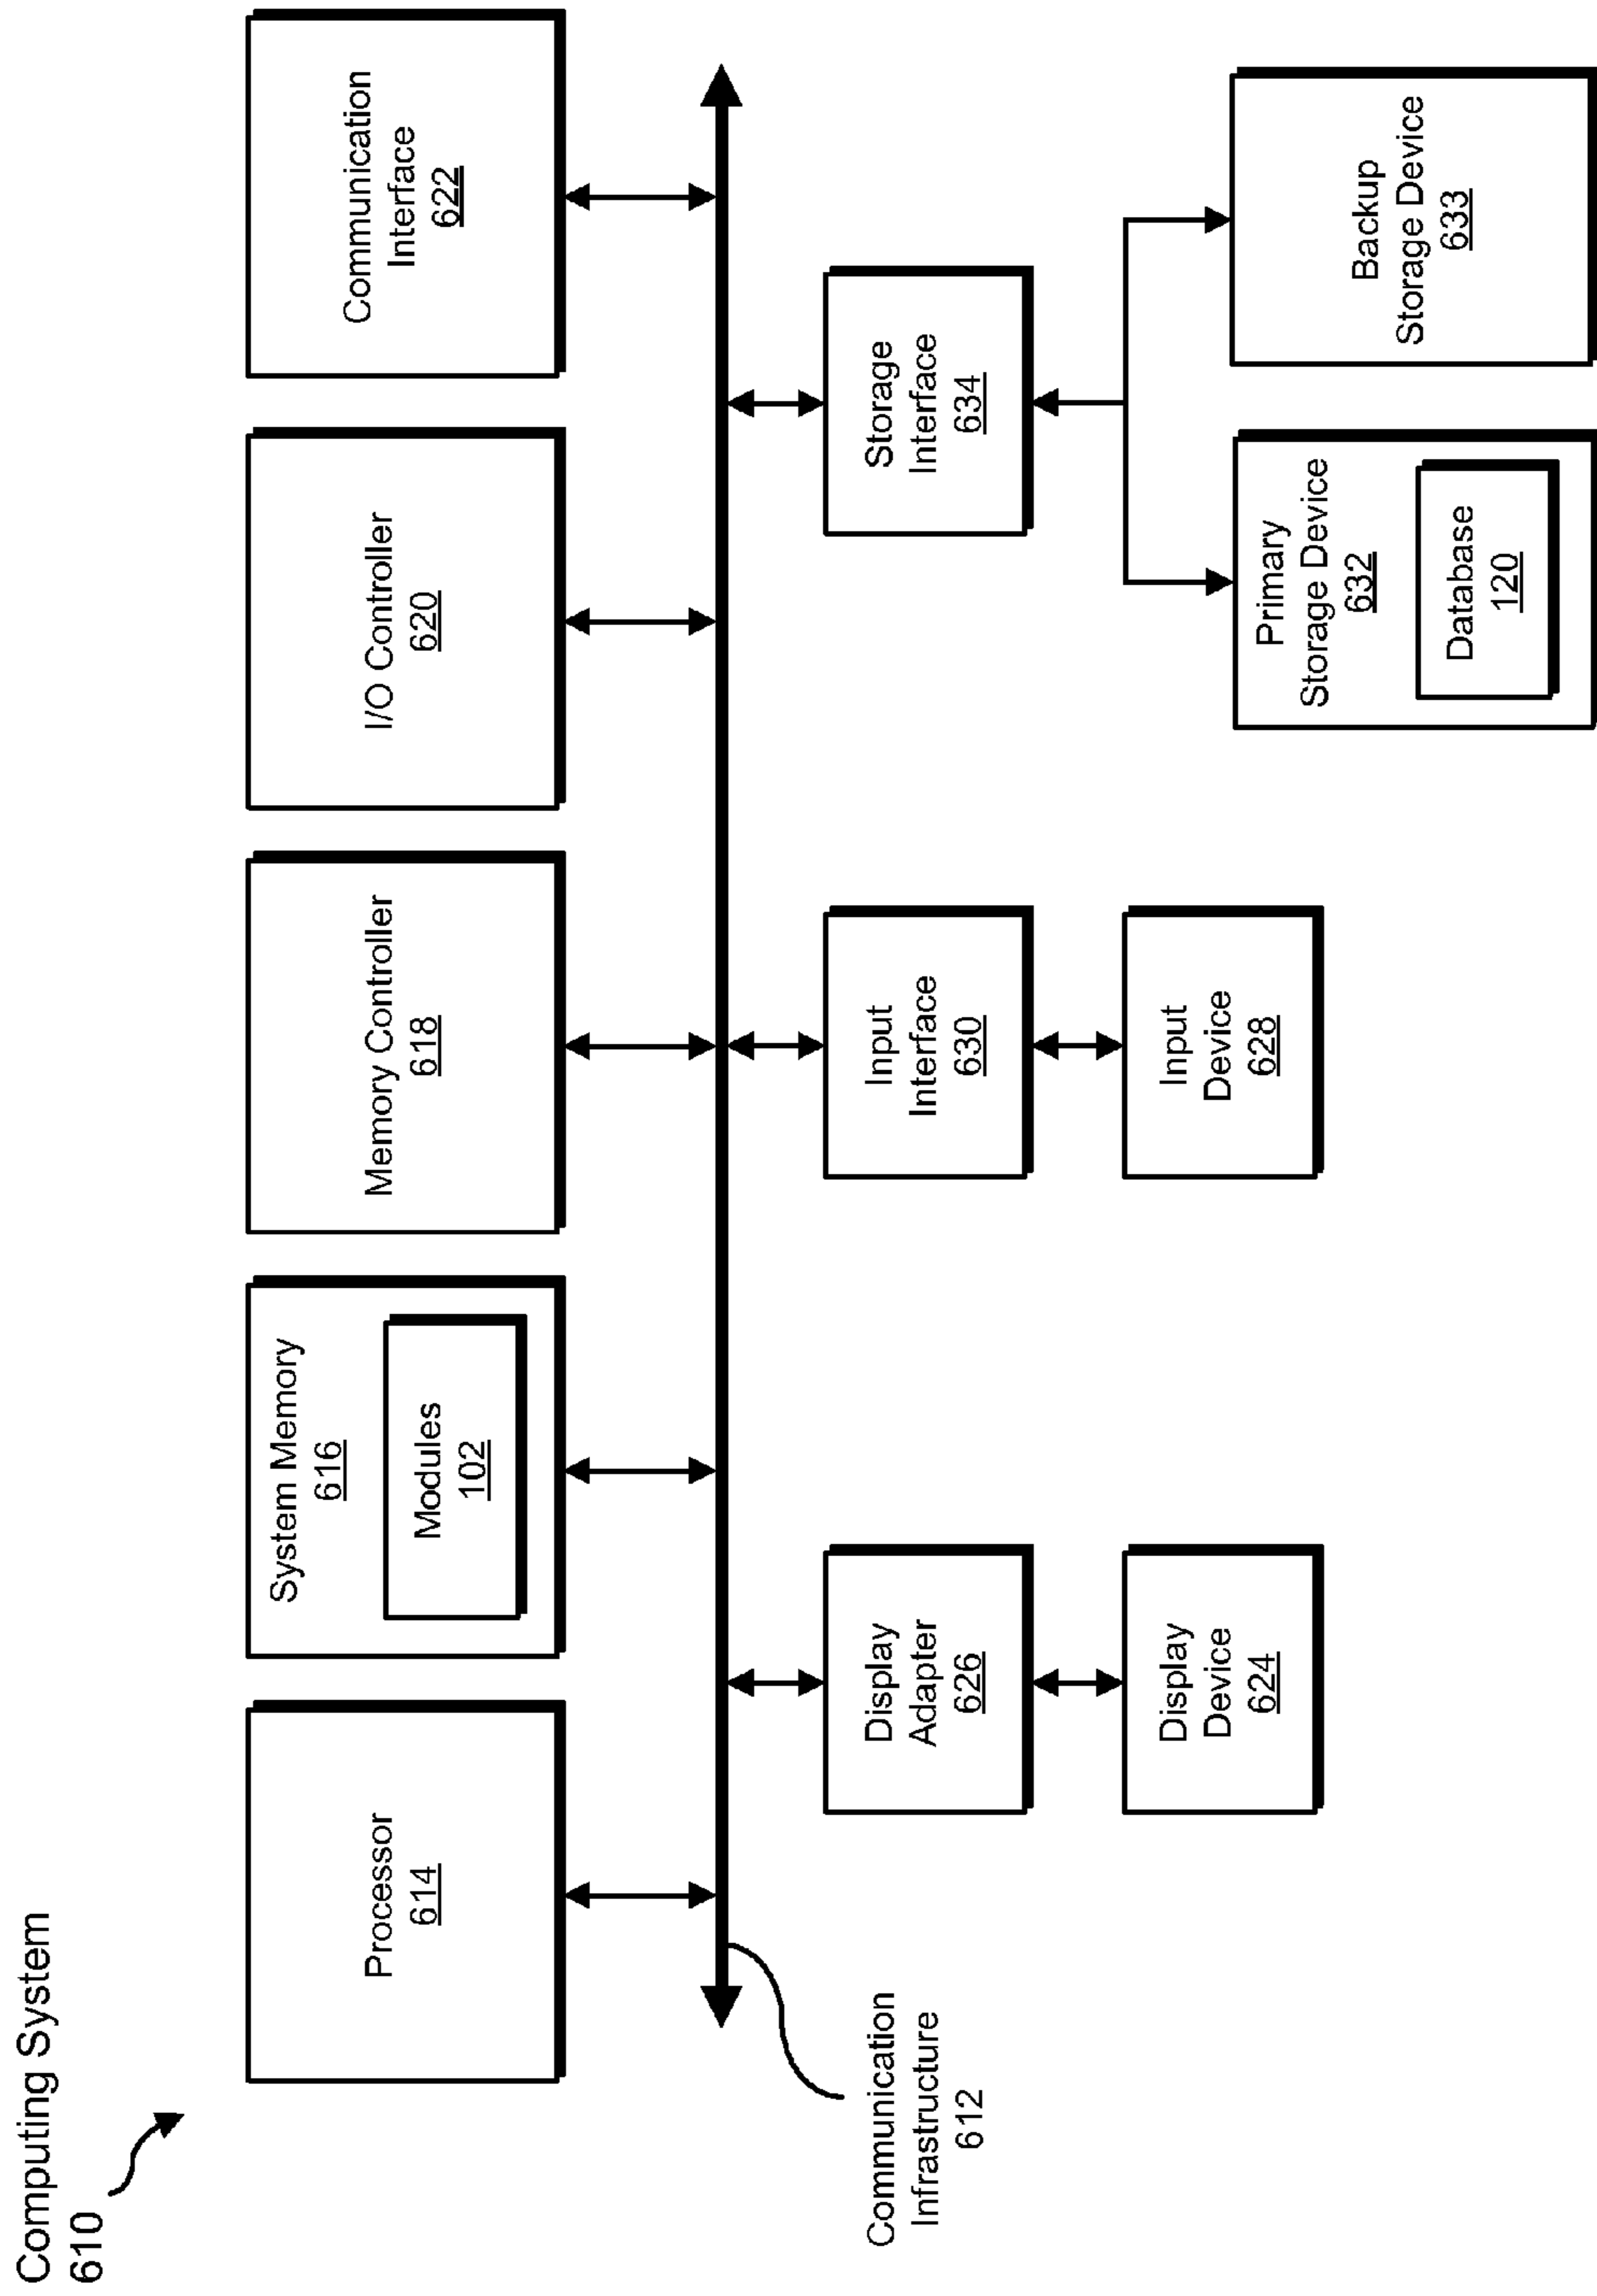 Computing System
610
Processor
614
System Memory
616
Modules
102
Memory Controller
618
I/O Controller
620
Communication
Interface
622
Communication
Infrastructure
612
Display
Adapter
626
Input
Interface
630
Storage
Interface
634
Display
Device
624
Input
Device
628
Primary
Storage Device
632
Database
120
Backup
Storage Device
633